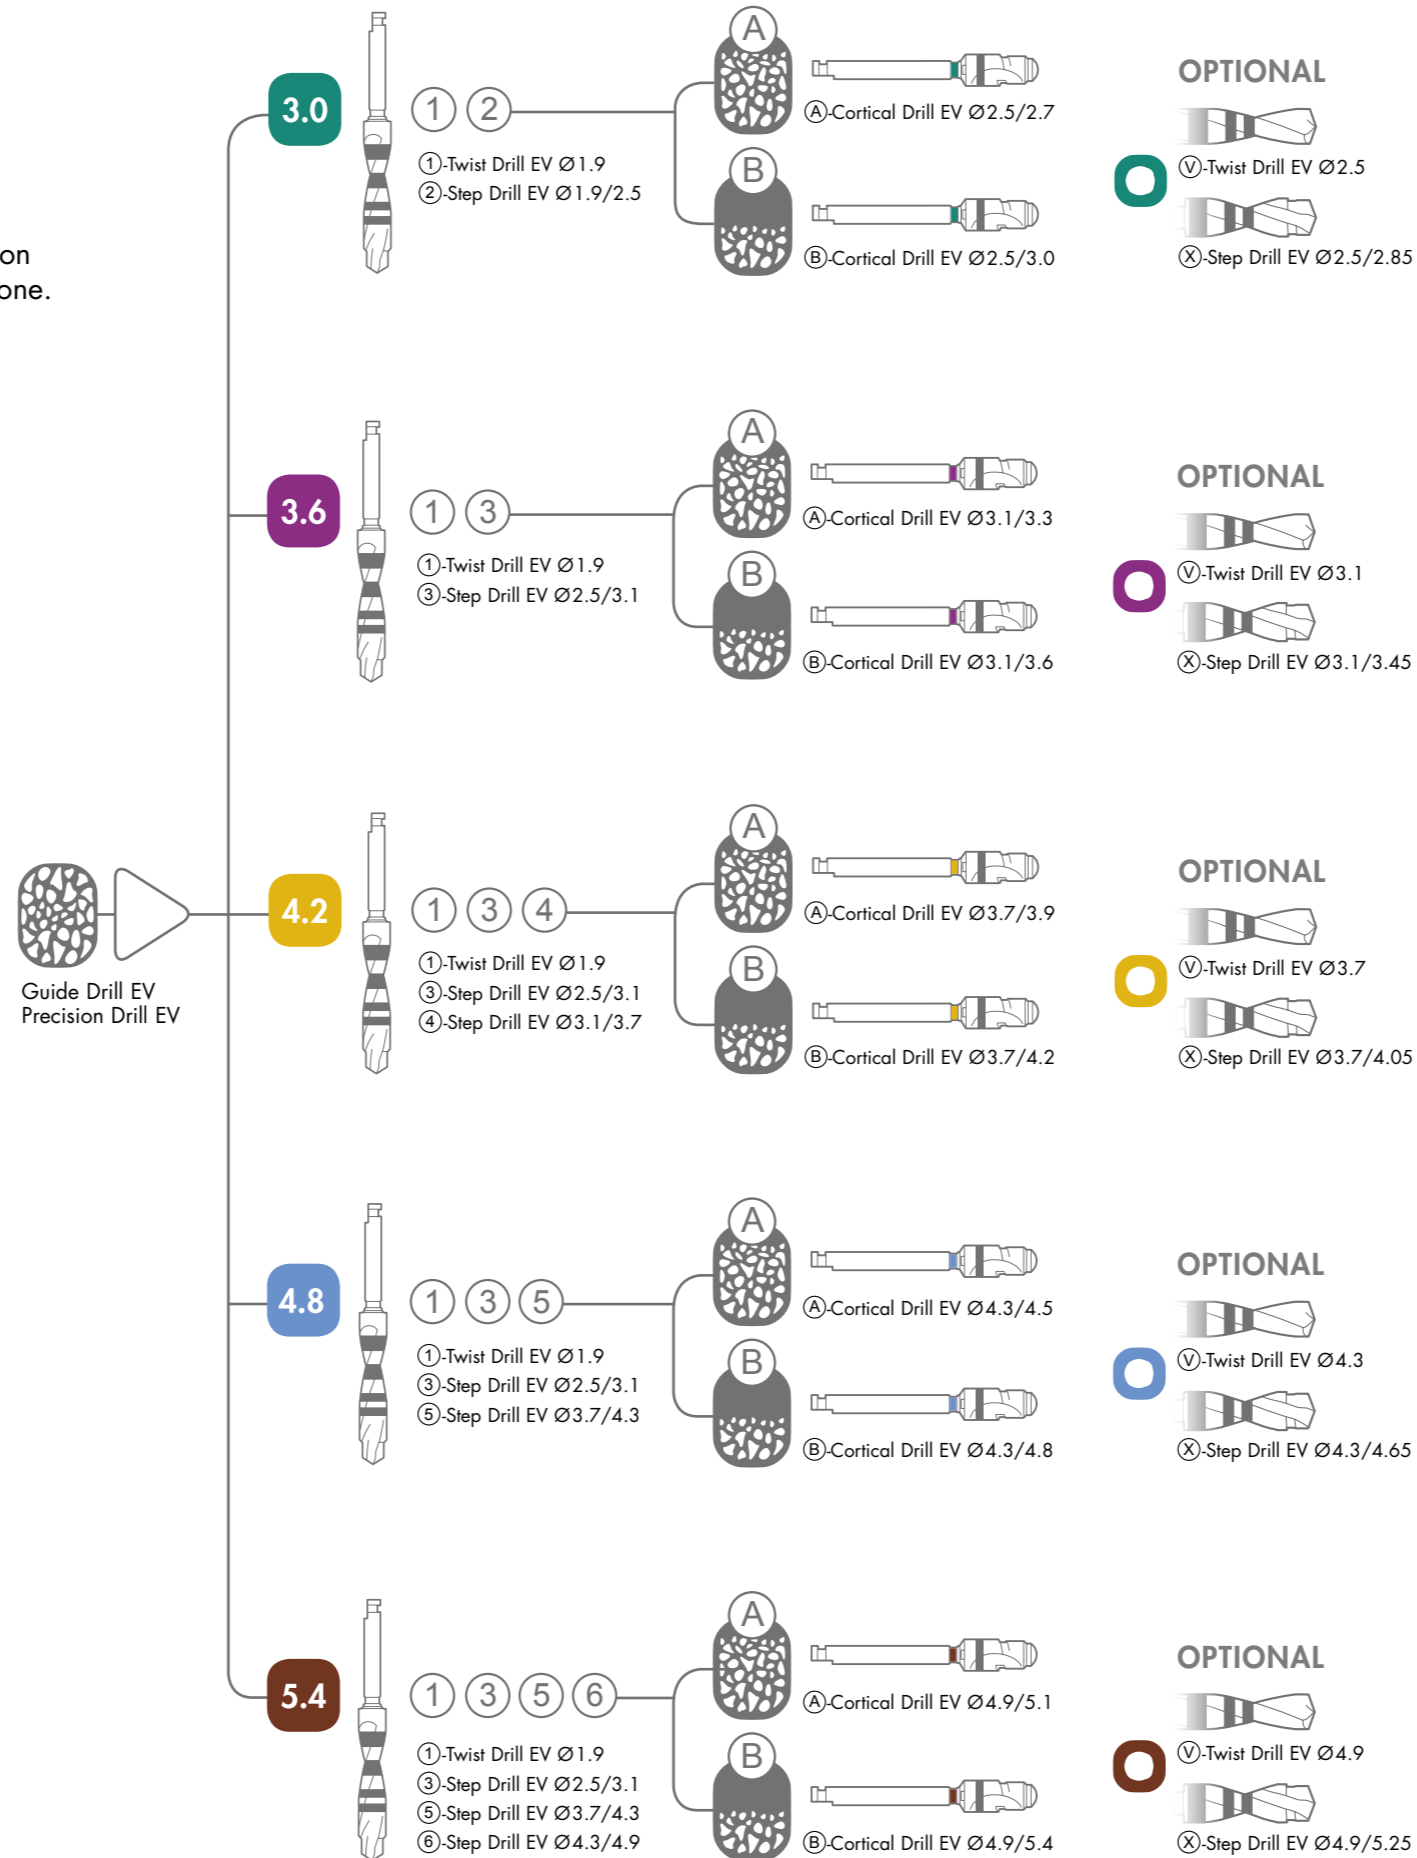 on
one.
Guide Drill EV
Precision Drill EV
3.0
1 2
①-Twist Drill EV Ø1.9
②-Step Drill EV Ø1.9/2.5
A
Ⓐ-Cortical Drill EV Ø2.5/2.7
B
Ⓑ-Cortical Drill EV Ø2.5/3.0
OPTIONAL
Ⓥ-Twist Drill EV Ø2.5
Ⓧ-Step Drill EV Ø2.5/2.85
3.6
1 3
①-Twist Drill EV Ø1.9
③-Step Drill EV Ø2.5/3.1
A
Ⓐ-Cortical Drill EV Ø3.1/3.3
B
Ⓑ-Cortical Drill EV Ø3.1/3.6
OPTIONAL
Ⓥ-Twist Drill EV Ø3.1
Ⓧ-Step Drill EV Ø3.1/3.45
4.2
1 3 4
①-Twist Drill EV Ø1.9
③-Step Drill EV Ø2.5/3.1
④-Step Drill EV Ø3.1/3.7
A
Ⓐ-Cortical Drill EV Ø3.7/3.9
B
Ⓑ-Cortical Drill EV Ø3.7/4.2
OPTIONAL
Ⓥ-Twist Drill EV Ø3.7
Ⓧ-Step Drill EV Ø3.7/4.05
4.8
1 3 5
①-Twist Drill EV Ø1.9
③-Step Drill EV Ø2.5/3.1
⑤-Step Drill EV Ø3.7/4.3
A
Ⓐ-Cortical Drill EV Ø4.3/4.5
B
Ⓑ-Cortical Drill EV Ø4.3/4.8
OPTIONAL
Ⓥ-Twist Drill EV Ø4.3
Ⓧ-Step Drill EV Ø4.3/4.65
5.4
1 3 5 6
①-Twist Drill EV Ø1.9
③-Step Drill EV Ø2.5/3.1
⑤-Step Drill EV Ø3.7/4.3
⑥-Step Drill EV Ø4.3/4.9
A
Ⓐ-Cortical Drill EV Ø4.9/5.1
B
Ⓑ-Cortical Drill EV Ø4.9/5.4
OPTIONAL
Ⓥ-Twist Drill EV Ø4.9
Ⓧ-Step Drill EV Ø4.9/5.25